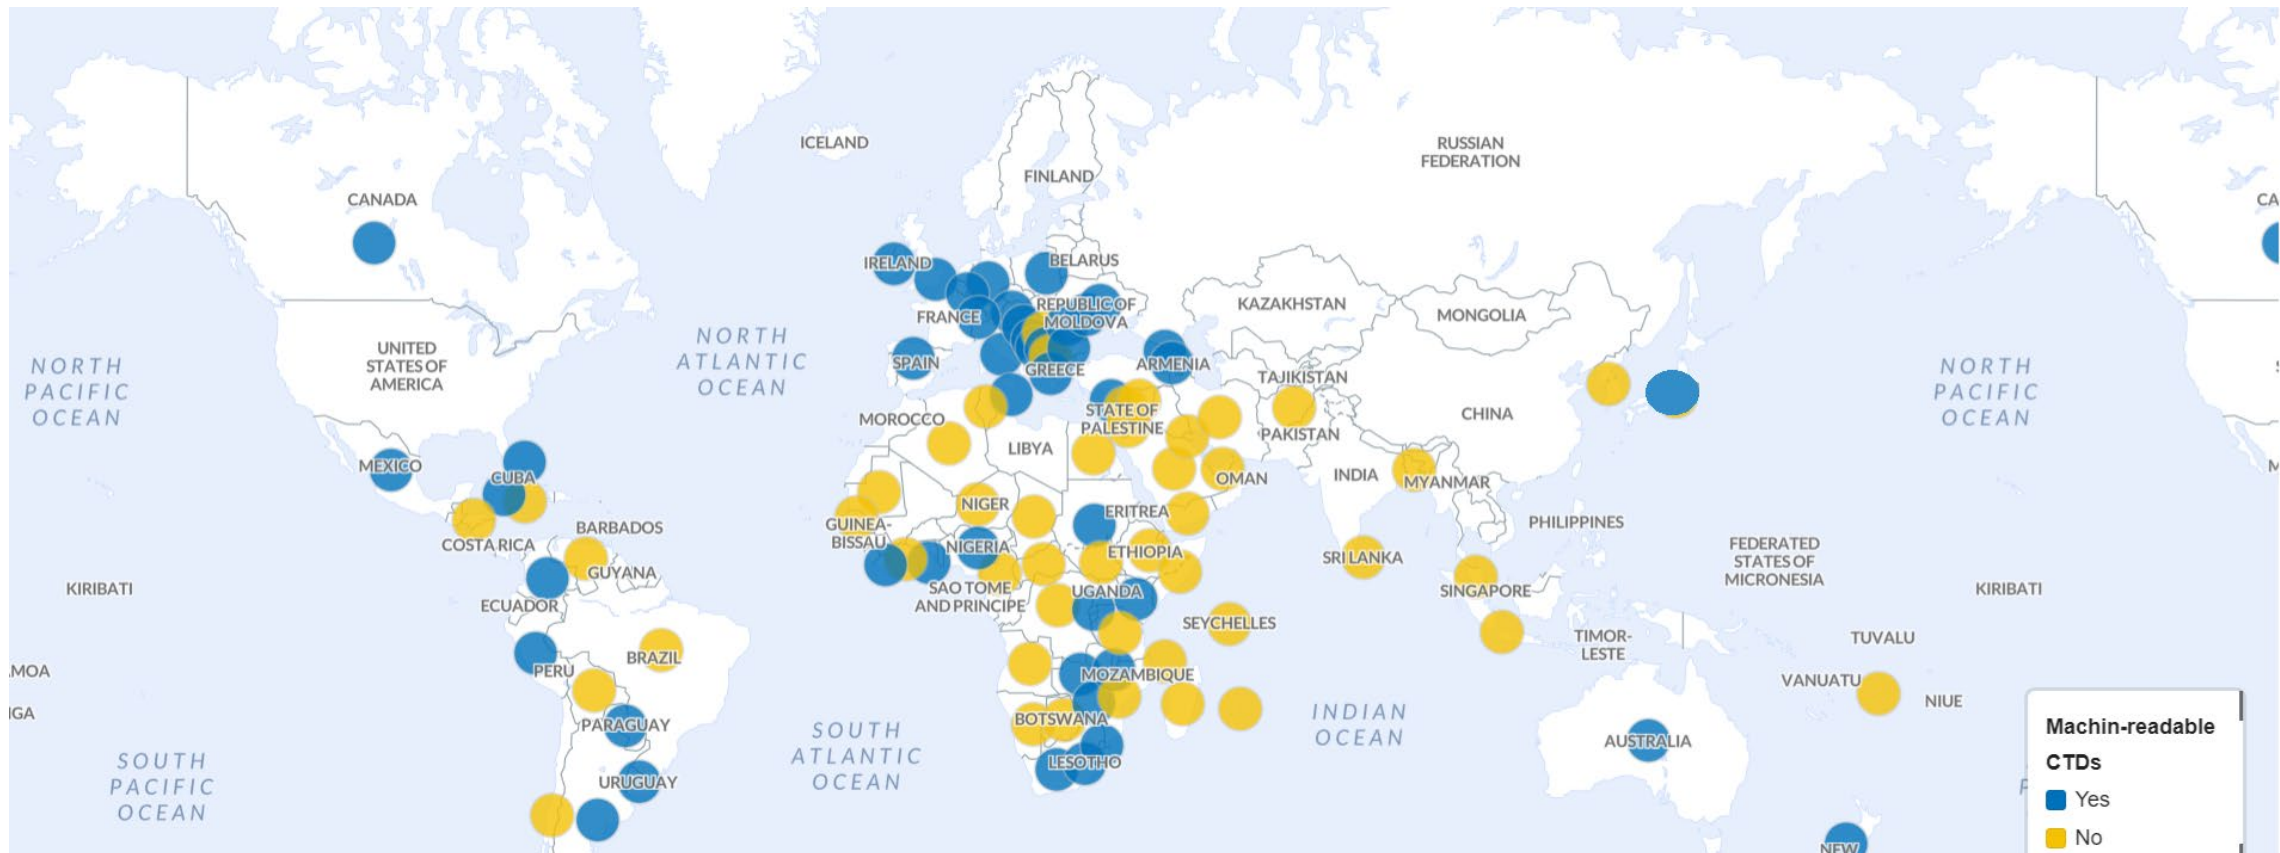 ICELAND
FINLAND
RUSSIAN
FEDERATION
CANADA
CA
IRELAND
BELARUS
REPUBLIC OF
MOLDOVA
FRANCE
KAZAKHSTAN
MONGOLIA
NORTH
PACIFIC
OCEAN
UNITED
STATES OF
AMERICA
NORTH
ATLANTIC
OCEAN
SPAIN
GREECE
ARMENIA
TAJIKISTAN
CHINA
NORTH
PACIFIC
OCEAN
MOROCCO
STATE OF
PALESTINE
PAKISTAN
LIBYA
MEXICO
CUBA
OMAN
INDIA
MYANMAR
M
NIGER
ERITREA
GUINEA-
BISSAU
BARBADOS
COSTA RICA
NIGERIA
ETHIOPIA
PHILIPPINES
FEDERATED
STATES OF
MICRONESIA
SRI LANKA
GUYANA
KIRIBATI
ECUADOR
SAO TOME
AND PRINCIPE
UGANDA
SINGAPORE
KIRIBATI
SEYCHELLES
TIMOR-
LESTE
TUVALU
BRAZIL
AMOA
PERU
MOZAMBIQUE
VANUATU
NIUE
IGA
PARAGUAY
BOTSWANA
SOUTH
ATLANTIC
OCEAN
INDIAN
OCEAN
AUSTRALIA
SOUTH
PACIFIC
OCEAN
URUGUAY
LESOTHO
NEW
Machin-readable
CTDs
Yes
No